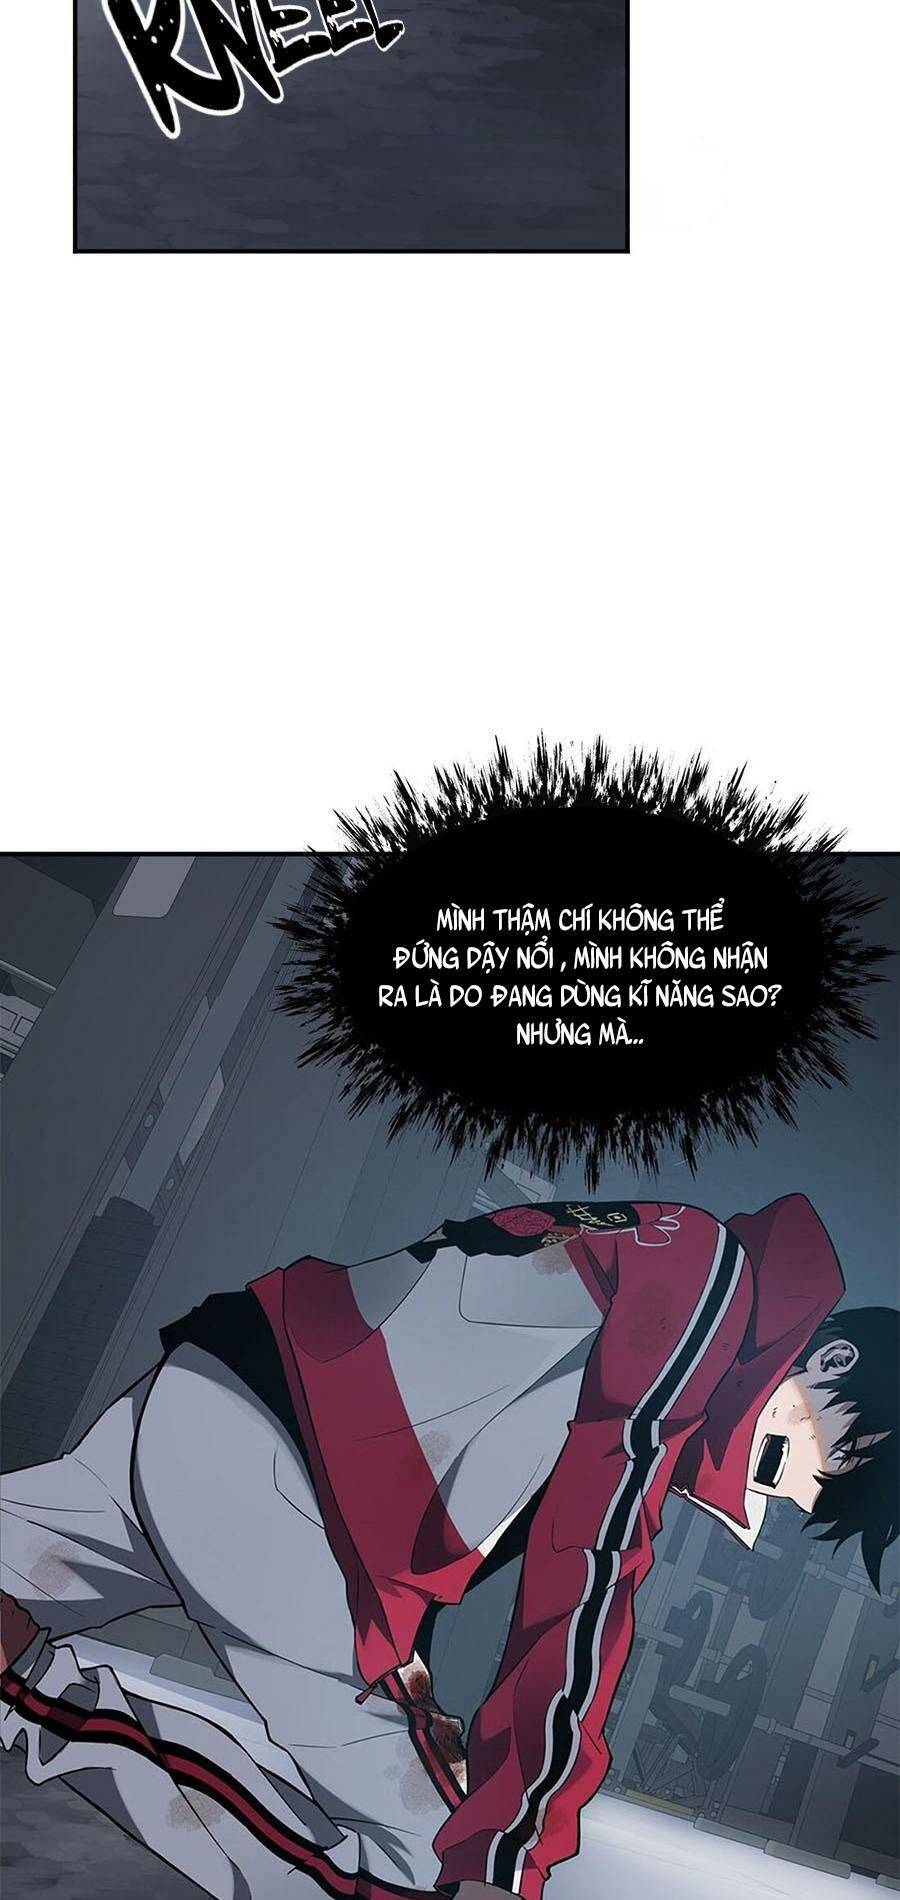 KNEEL
MÌNH THẬM CHÍ KHÔNG THỂ
ĐỨNG DẬY NỔI , MÌNH KHÔNG NHẬN
RA LÀ DO ĐANG DÙNG KĨ NĂNG SAO?
NHƯNG MÀ...